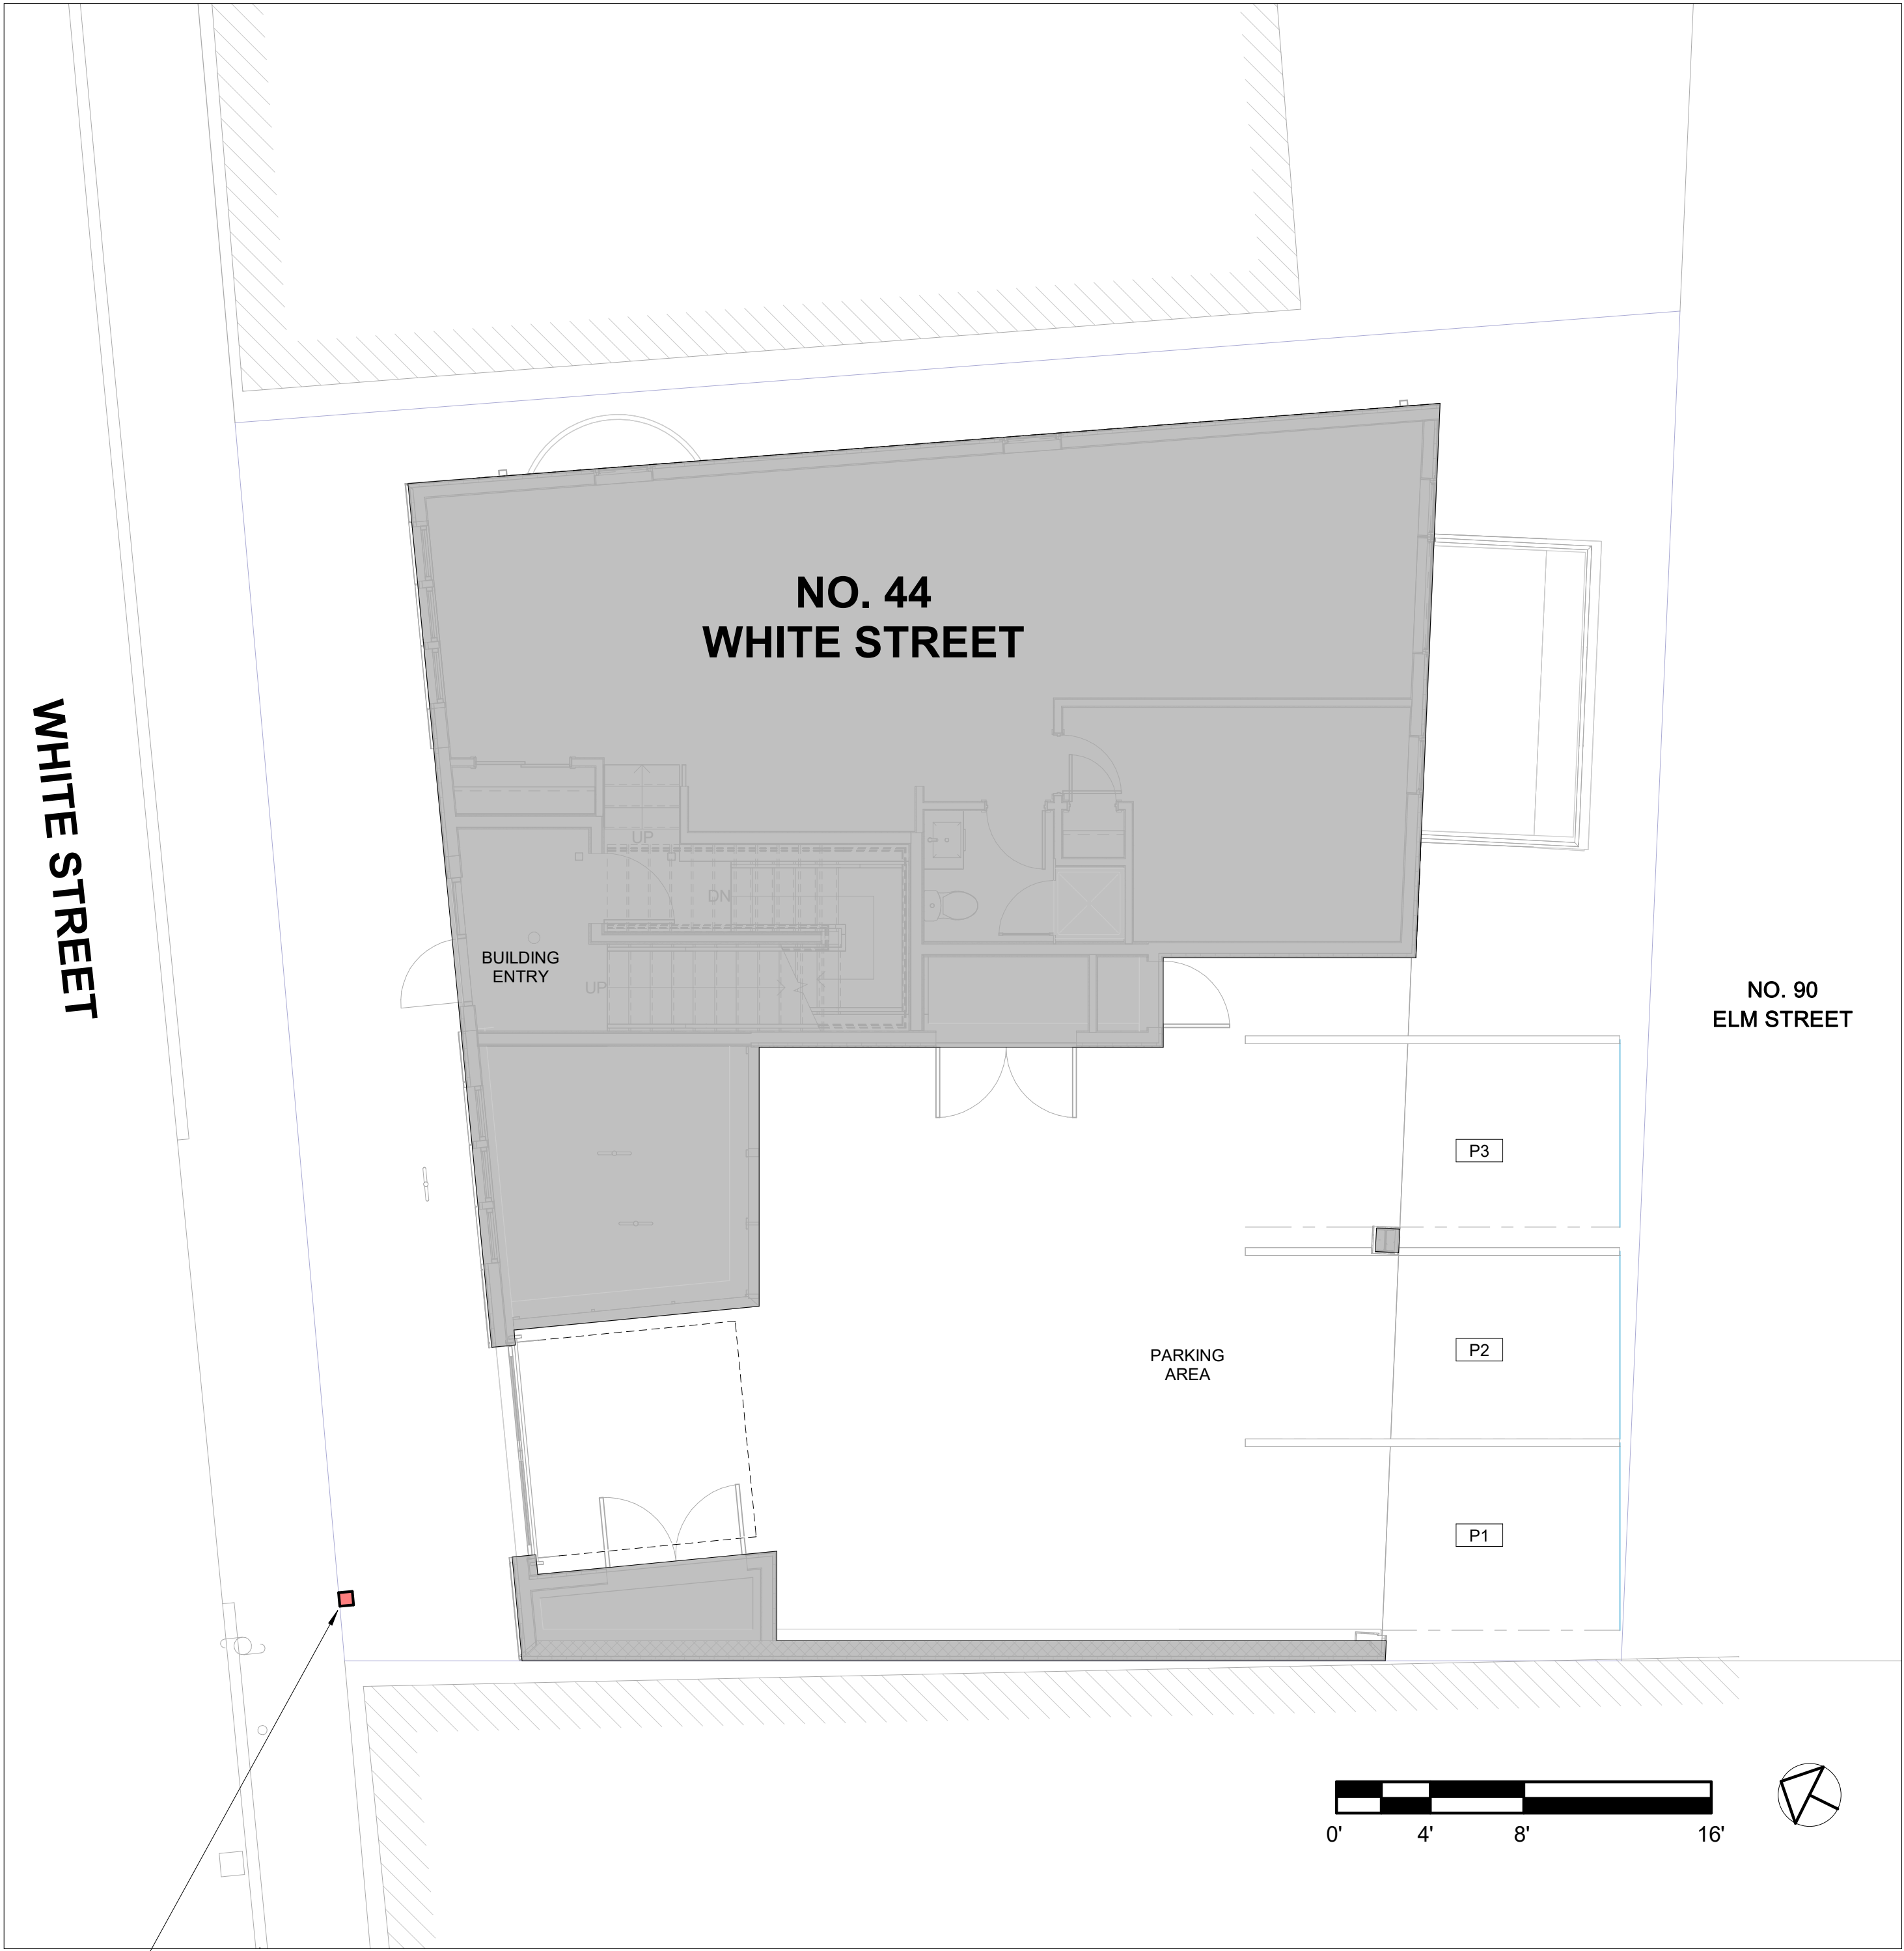 NO. 44
WHITE STREET
WHITE STREET
UP
DN
BUILDING
ENTRY
UP
NO. 90
ELM STREET
P3
PARKING
AREA
P2
P1
0' 4' 8' 16'